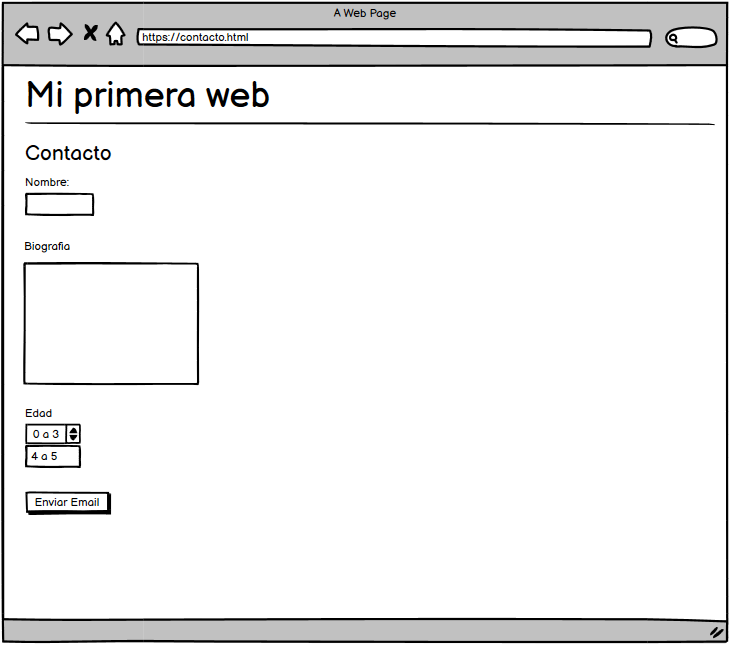 A Web Page
https://contacto.html
Mi primera web
Contacto
Nombre:
Biografia
Edad
0 a 3
4 a 5
Enviar Email